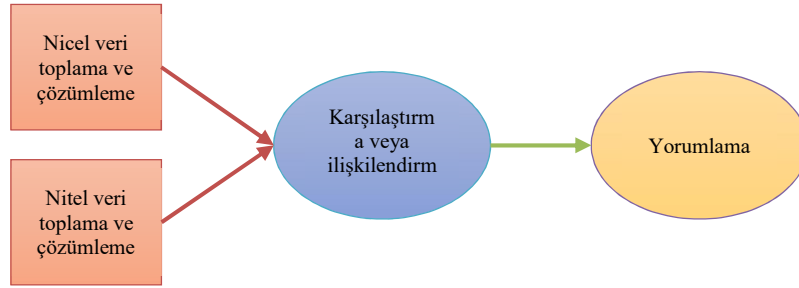 Nicel veri
toplama ve
çözümleme
Nitel veri
toplama ve
çözümleme
Karşılaştırm
a veya
ilişkilendirm
Yorumlama